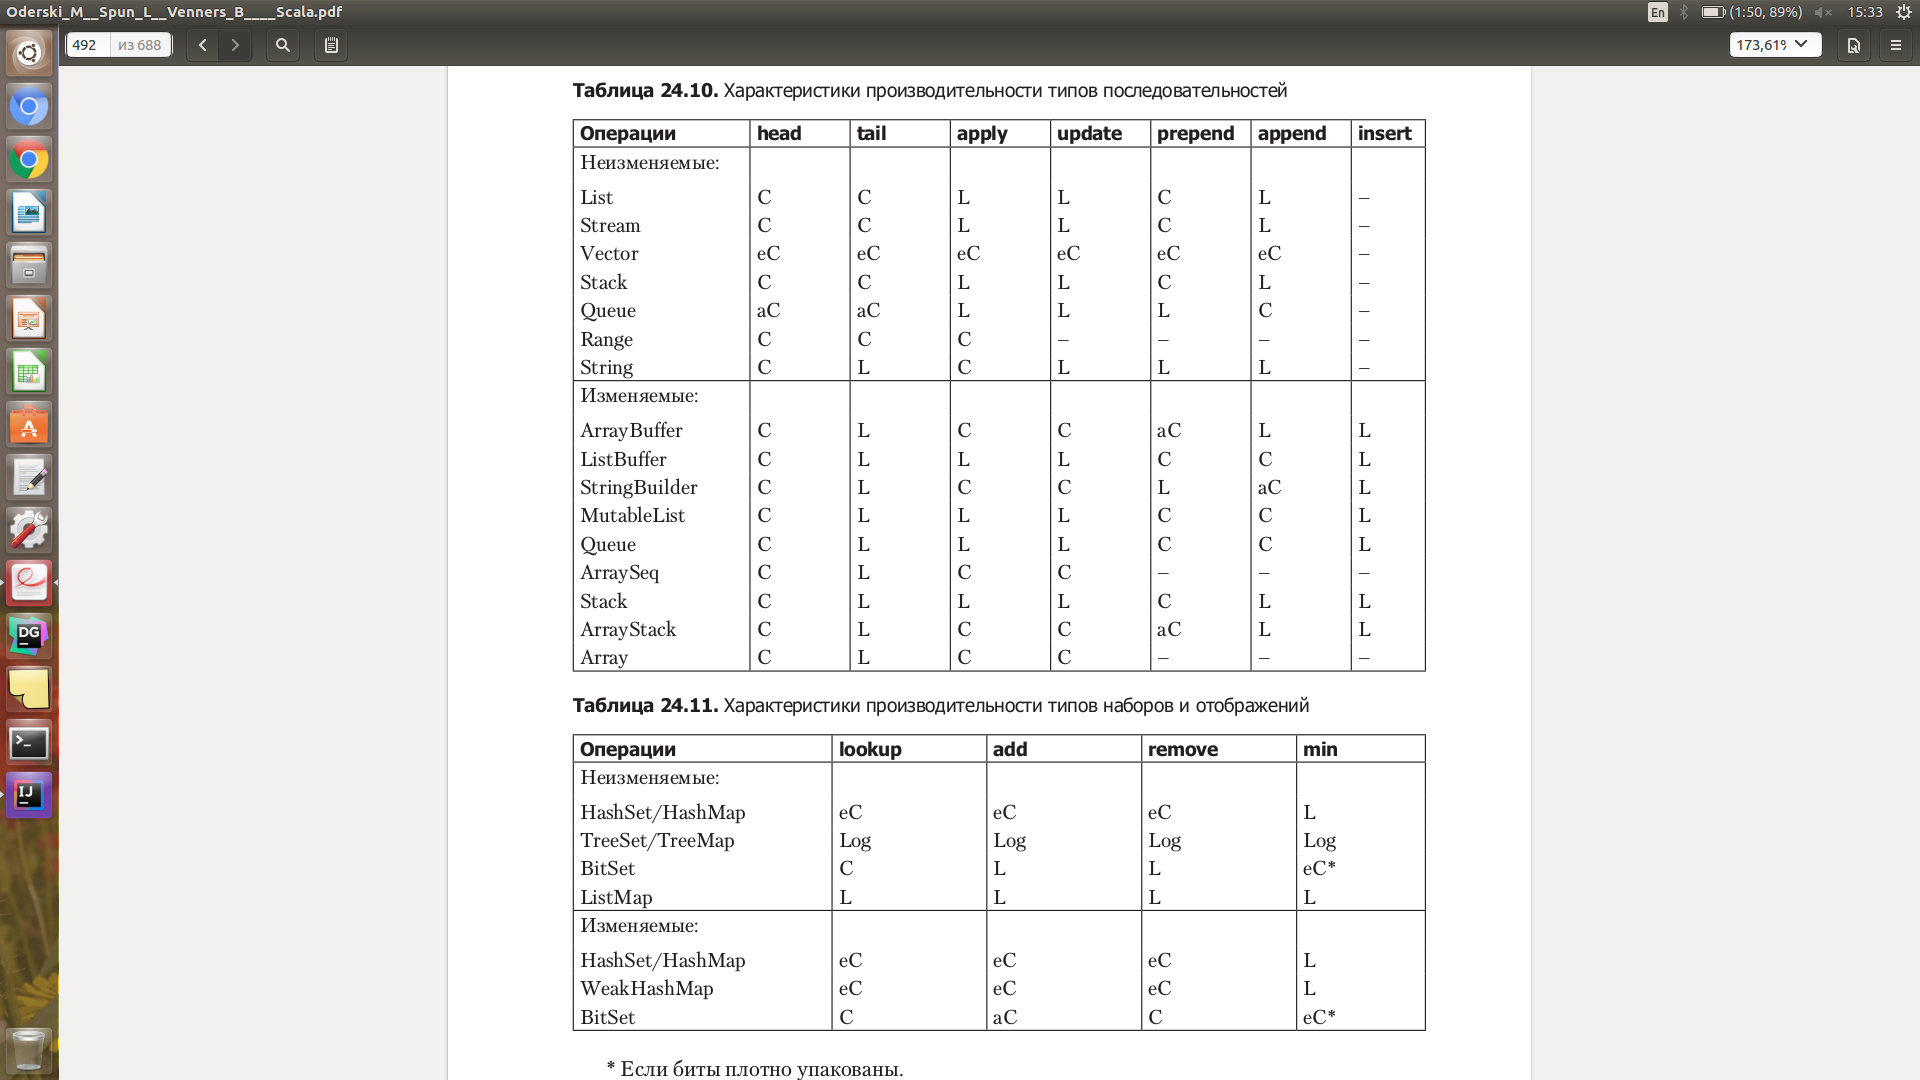 Oderski_M__Spun_L__Venners_B____Scala.pdf En (1:50, 89%) 15:33
492 из 688 173,61%
Таблица 24.10. Характеристики производительности типов последовательностей
Операции head tail apply update prepend append insert
Неизменяемые:
List C C L L C L –
Stream C C L L C L –
Vector eC eC eC eC eC eC –
Stack C C L L C L –
Queue aC aC L L L C –
Range C C C – – – –
String C L C L L L –
Изменяемые:
ArrayBuffer C L C C aC L L
ListBuffer C L L L C C L
StringBuilder C L C C L aC L
MutableList C L L L C C L
Queue C L L L C C L
ArraySeq C L C C – – –
Stack C L L L C L L
ArrayStack C L C C aC L L
Array C L C C – – –
Таблица 24.11. Характеристики производительности типов наборов и отображений
Операции lookup add remove min
Неизменяемые:
HashSet/HashMap eC eC eC L
TreeSet/TreeMap Log Log Log Log
BitSet C L L eC*
ListMap L L L L
Изменяемые:
HashSet/HashMap eC eC eC L
WeakHashMap eC eC eC L
BitSet C aC C eC*
* Если биты плотно упакованы.
DG
>_
IJ